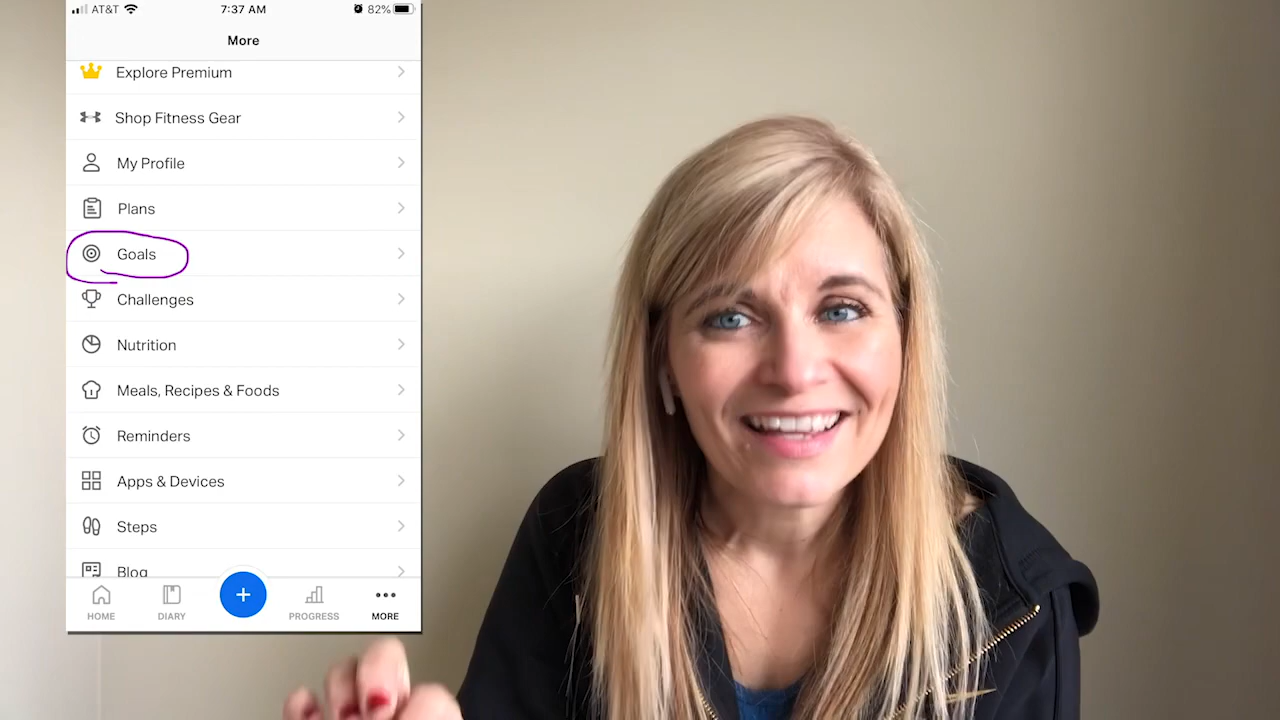 AT&T 7:37 AM 82%
More
Explore Premium
Shop Fitness Gear
My Profile
Plans
Goals
Challenges
Nutrition
Meals, Recipes & Foods
Reminders
Apps & Devices
Steps
Blog
HOME DIARY PROGRESS MORE